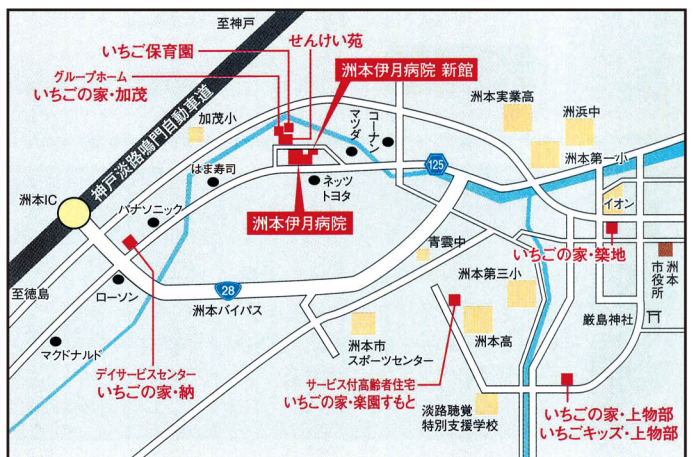 至神戸
いちご保育園
せんけい苑
グループホーム
いちごの家・加茂
洲本伊月病院 新館
神戸淡路鳴門自動車道
加茂小
マツダ
コーナン
洲本実業高
洲浜中
洲本第一小
125
はま寿司
ネッツ
トヨタ
洲本IC
パナソニック
洲本伊月病院
イオン
青雲中
いちごの家・築地
洲本
市役所
洲本第三小
至徳島
ローソン
28
洲本バイパス
厳島神社
マクドナルド
洲本市
スポーツセンター
洲本高
デイサービスセンター
いちごの家・納
サービス付高齢者住宅
いちごの家・楽園すもと
淡路聴覚
特別支援学校
いちごの家・上物部
いちごキッズ・上物部